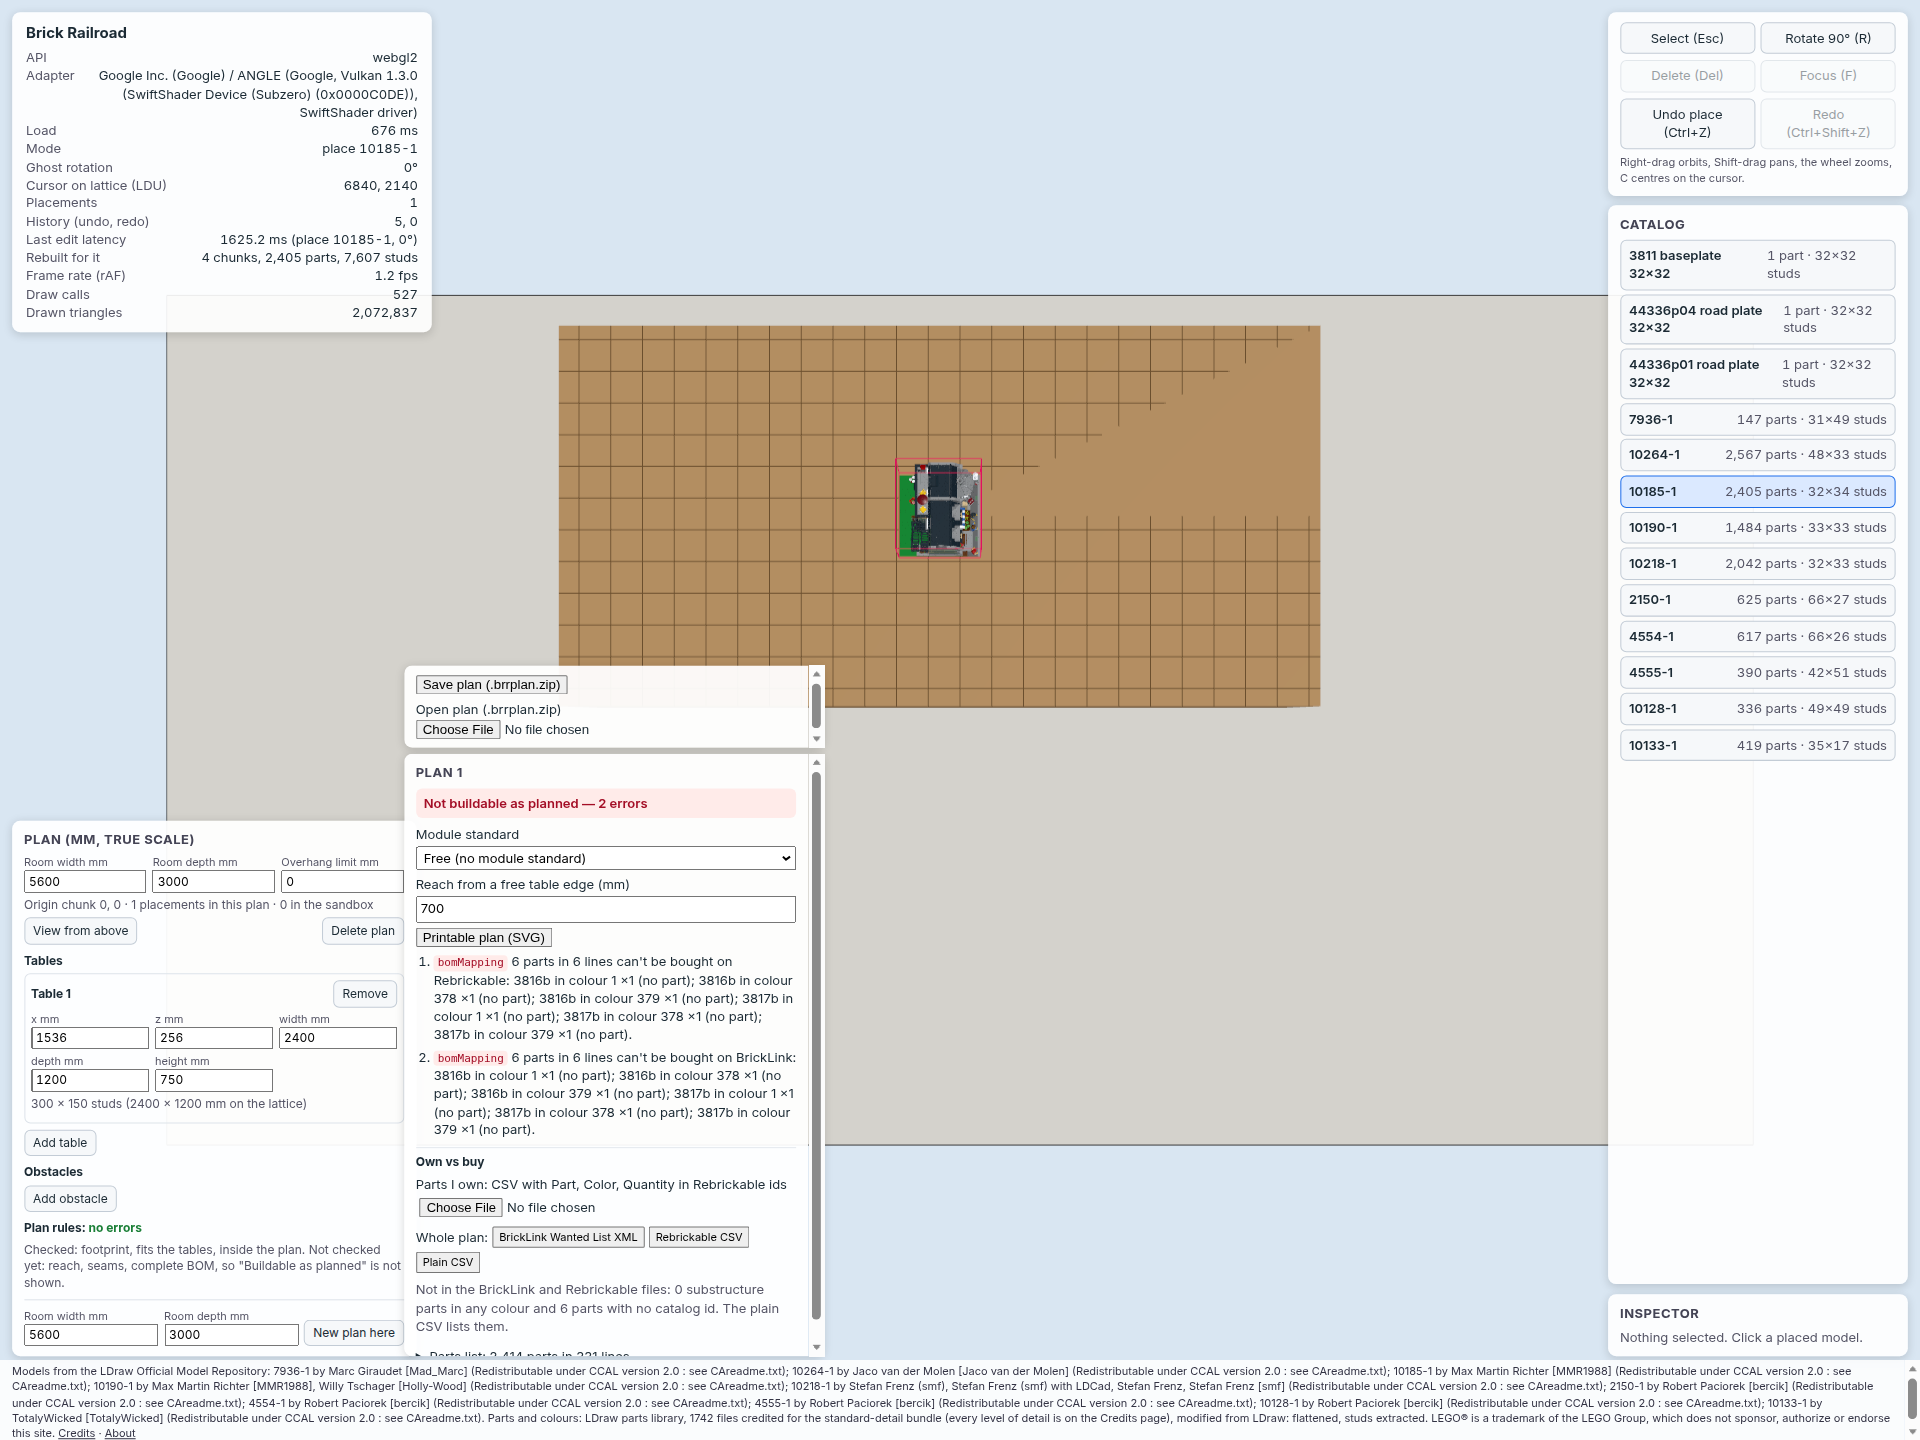 Brick Railroad
API webgl2
Adapter Google Inc. (Google) / ANGLE (Google, Vulkan 1.3.0
(SwiftShader Device (Subzero) (0x0000C0DE)),
SwiftShader driver)
Load 676 ms
Mode place 10185-1
Ghost rotation 0°
Cursor on lattice (LDU) 6840, 2140
Placements 1
History (undo, redo) 5, 0
Last edit latency 1625.2 ms (place 10185-1, 0°)
Rebuilt for it 4 chunks, 2,405 parts, 7,607 studs
Frame rate (rAF) 1.2 fps
Draw calls 527
Drawn triangles 2,072,837
Select (Esc) Rotate 90° (R)
Delete (Del) Focus (F)
Undo place Redo
(Ctrl+Z) (Ctrl+Shift+Z)
Right-drag orbits, Shift-drag pans, the wheel zooms,
C centres on the cursor.
CATALOG
3811 baseplate 1 part · 32×32
32×32 studs
44336p04 road plate 1 part · 32×32
32×32 studs
44336p01 road plate 1 part · 32×32
32×32 studs
7936-1 147 parts · 31×49 studs
10264-1 2,567 parts · 48×33 studs
10185-1 2,405 parts · 32×34 studs
10190-1 1,484 parts · 33×33 studs
10218-1 2,042 parts · 32×33 studs
2150-1 625 parts · 66×27 studs
4554-1 617 parts · 66×26 studs
4555-1 390 parts · 42×51 studs
10128-1 336 parts · 49×49 studs
10133-1 419 parts · 35×17 studs
INSPECTOR
Nothing selected. Click a placed model.
Save plan (.brrplan.zip)
Open plan (.brrplan.zip)
Choose File No file chosen
PLAN 1
Not buildable as planned — 2 errors
Module standard
Free (no module standard)
Reach from a free table edge (mm)
700
Printable plan (SVG)
1. bomMapping 6 parts in 6 lines can't be bought on
Rebrickable: 3816b in colour 1 ×1 (no part); 3816b in colour
378 ×1 (no part); 3816b in colour 379 ×1 (no part); 3817b in
colour 1 ×1 (no part); 3817b in colour 378 ×1 (no part);
3817b in colour 379 ×1 (no part).
2. bomMapping 6 parts in 6 lines can't be bought on BrickLink:
3816b in colour 1 ×1 (no part); 3816b in colour 378 ×1 (no
part); 3816b in colour 379 ×1 (no part); 3817b in colour 1 ×1
(no part); 3817b in colour 378 ×1 (no part); 3817b in colour
379 ×1 (no part).
Own vs buy
Parts I own: CSV with Part, Color, Quantity in Rebrickable ids
Choose File No file chosen
Whole plan: BrickLink Wanted List XML Rebrickable CSV
Plain CSV
Not in the BrickLink and Rebrickable files: 0 substructure
parts in any colour and 6 parts with no catalog id. The plain
CSV lists them.
PLAN (MM, TRUE SCALE)
Room width mm Room depth mm Overhang limit mm
5600 3000 0
Origin chunk 0, 0 · 1 placements in this plan · 0 in the sandbox
View from above Delete plan
Tables
Table 1 Remove
x mm z mm width mm
1536 256 2400
depth mm height mm
1200 750
300 × 150 studs (2400 × 1200 mm on the lattice)
Add table
Obstacles
Add obstacle
Plan rules: no errors
Checked: footprint, fits the tables, inside the plan. Not checked
yet: reach, seams, complete BOM, so "Buildable as planned" is not
shown.
Room width mm Room depth mm
5600 3000 New plan here
Models from the LDraw Official Model Repository: 7936-1 by Marc Giraudet [Mad_Marc] (Redistributable under CCAL version 2.0 : see CAreadme.txt); 10264-1 by Jaco van der Molen [Jaco van der Molen] (Redistributable under CCAL version 2.0 : see CAreadme.txt); 10185-1 by Max Martin Richter [MMR1988] (Redistributable under CCAL version 2.0 : see
CAreadme.txt); 10190-1 by Max Martin Richter [MMR1988], Willy Tschager [Holly-Wood] (Redistributable under CCAL version 2.0 : see CAreadme.txt); 10218-1 by Stefan Frenz (smf), Stefan Frenz (smf) with LDCad, Stefan Frenz, Stefan Frenz [smf] (Redistributable under CCAL version 2.0 : see CAreadme.txt); 2150-1 by Robert Paciorek [bercik] (Redistributable
under CCAL version 2.0 : see CAreadme.txt); 4554-1 by Robert Paciorek [bercik] (Redistributable under CCAL version 2.0 : see CAreadme.txt); 4555-1 by Robert Paciorek [bercik] (Redistributable under CCAL version 2.0 : see CAreadme.txt); 10128-1 by Robert Paciorek [bercik] (Redistributable under CCAL version 2.0 : see CAreadme.txt); 10133-1 by
TotalyWicked [TotalyWicked] (Redistributable under CCAL version 2.0 : see CAreadme.txt). Parts and colours: LDraw parts library, 1742 files credited for the standard-detail bundle (every level of detail is on the Credits page), modified from LDraw: flattened, studs extracted. LEGO® is a trademark of the LEGO Group, which does not sponsor, authorize or endorse
this site. Credits · About